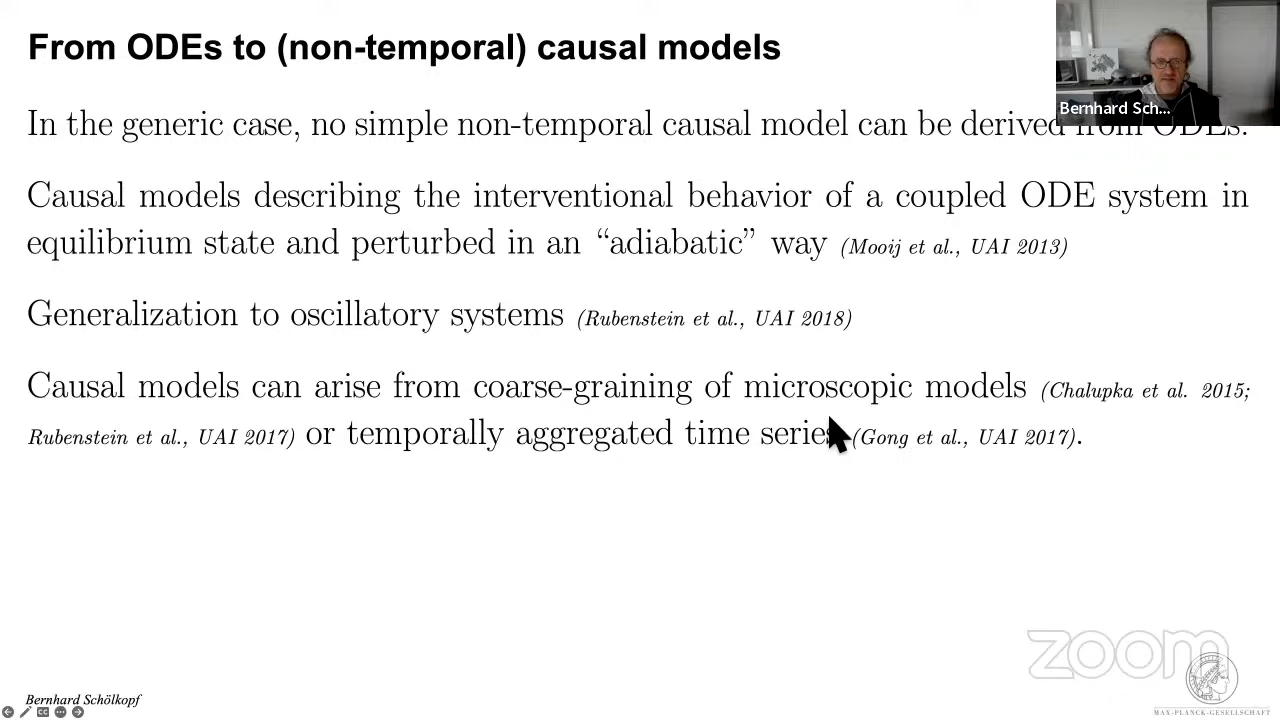 From ODEs to (non-temporal) causal models
Bernhard Sch...
In the generic case, no simple non-temporal causal model can be derived from ODEs.
Causal models describing the interventional behavior of a coupled ODE system in
equilibrium state and perturbed in an “adiabatic” way (Mooij et al., UAI 2013)
Generalization to oscillatory systems (Rubenstein et al., UAI 2018)
Causal models can arise from coarse-graining of microscopic models (Chalupka et al. 2015;
Rubenstein et al., UAI 2017) or temporally aggregated time series (Gong et al., UAI 2017).
zoom
Bernhard Schölkopf
MAX-PLANCK-GESELLSCHAFT